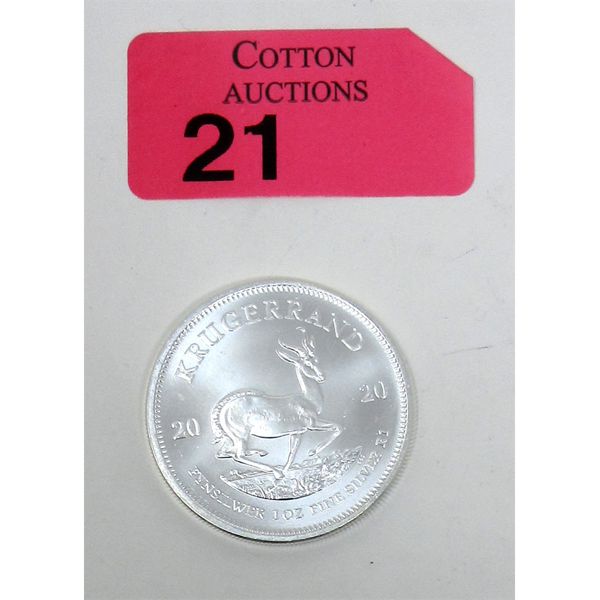 COTTON
AUCTIONS
21
KRUGERRAND
20 20
FYNSILWER 1 OZ FINE SILVER R1